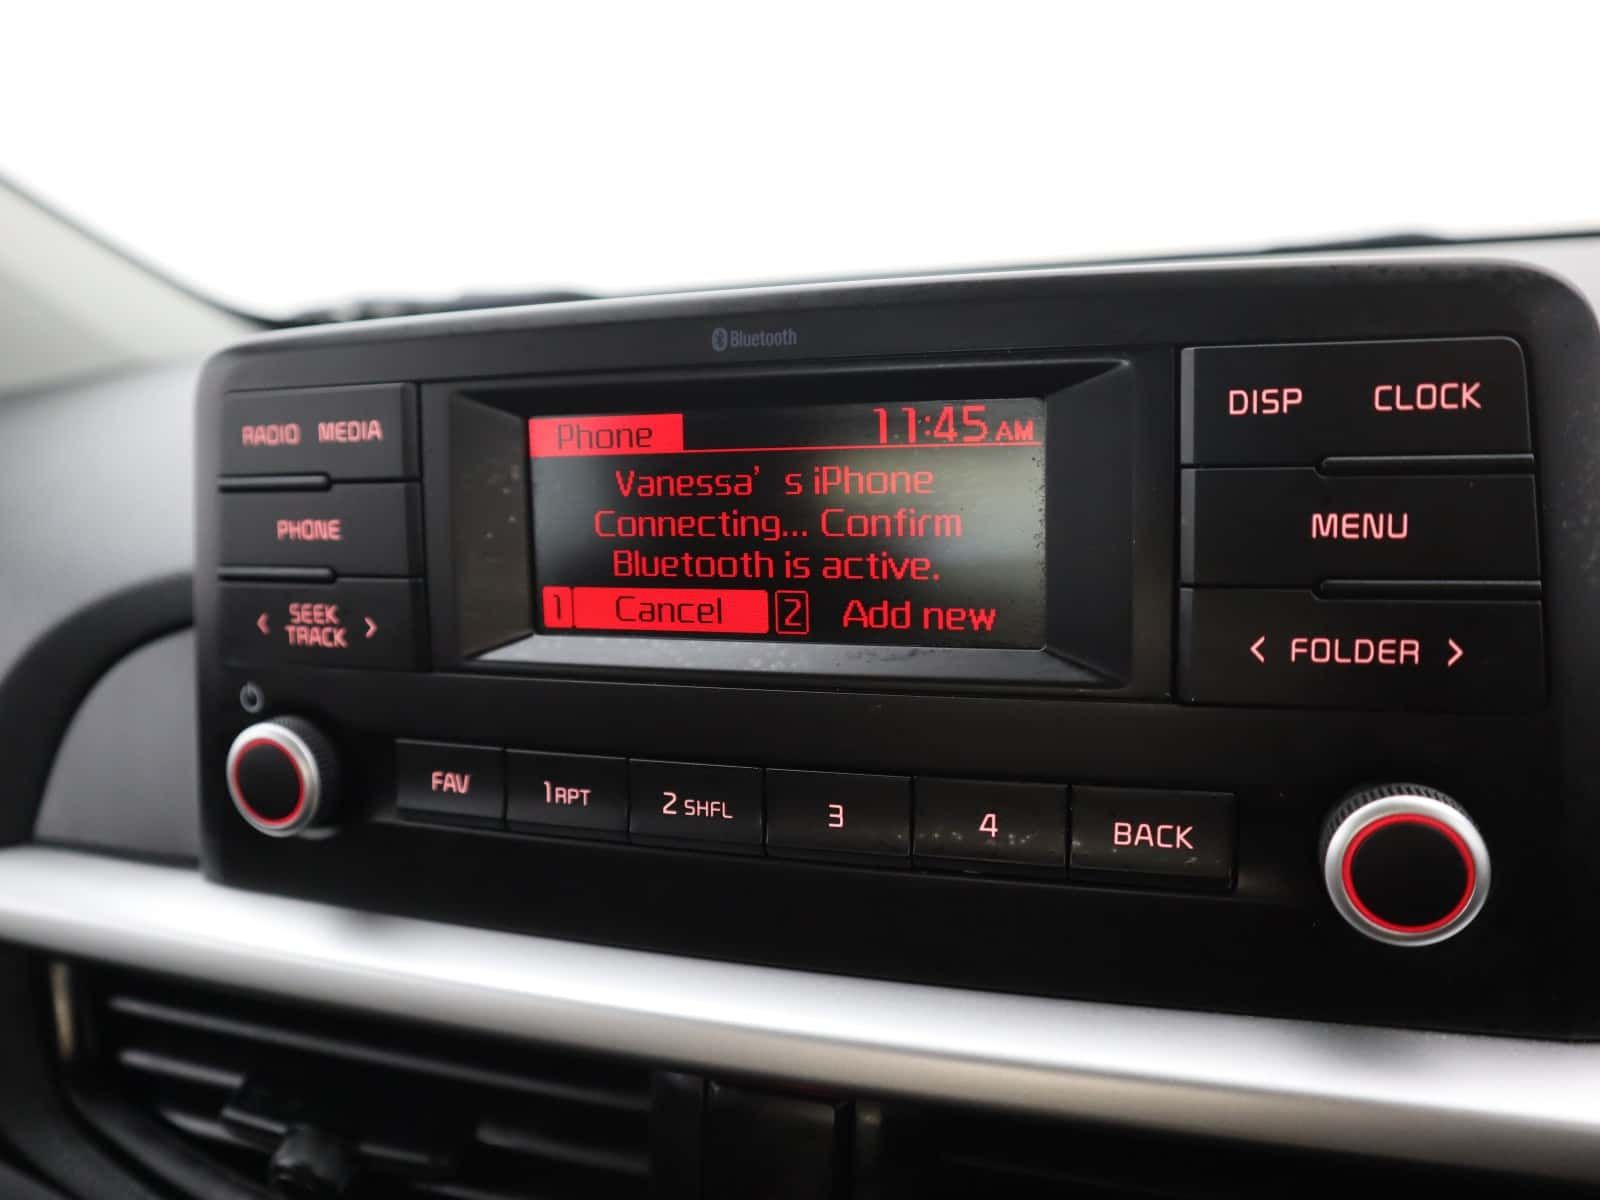 Bluetooth
RADIO MEDIA
PHONE
< SEEK TRACK >
Phone 11:45 AM
Vanessa's iPhone
Connecting... Confirm
Bluetooth is active.
1 Cancel 2 Add new
DISP CLOCK
MENU
< FOLDER >
FAV 1 RPT 2 SHFL 3 4 BACK